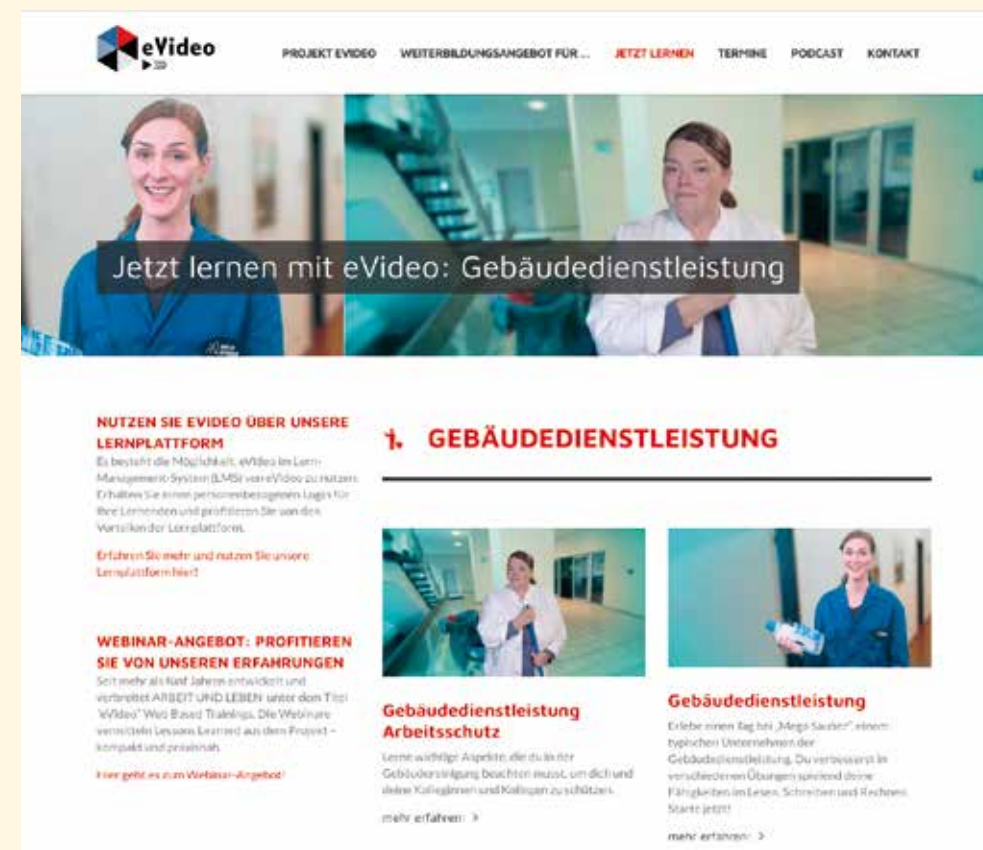 eVideo
PROJEKT EVIDEO WEITERBILDUNGSANGEBOT FÜR ... JETZT LERNEN TERMINE PODCAST KONTAKT
Jetzt lernen mit eVideo: Gebäudedienstleistung
NUTZEN SIE EVIDEO ÜBER UNSERE
LERNPLATTFORM
Es besteht die Möglichkeit, eVideo im Lern-
Management-System (LMS) von eVideo zu nutzen.
Erhalten Sie einen personenbezogenen Login für
Ihre Lernenden und profitieren Sie von den
Vorteilen der Lernplattform.
Erfahren Sie mehr und nutzen Sie unsere
Lernplattform hier!
WEBINAR-ANGEBOT: PROFITIEREN
SIE VON UNSEREN ERFAHRUNGEN
Seit mehr als fünf Jahren entwickelt und
verbreitet ARBEIT UND LEBEN unter dem Titel
"eVideo" Web Based Trainings. Die Webinare
vermitteln Lessons Learned aus dem Projekt –
kompakt und praxisnah.
Hier geht es zum Webinar-Angebot!
GEBÄUDEDIENSTLEISTUNG
Gebäudedienstleistung
Arbeitsschutz
Lerne wichtige Aspekte, die du in der
Gebäudereinigung beachten musst, um dich und
deine Kolleginnen und Kollegen zu schützen.
mehr erfahren >
Gebäudedienstleistung
Erlebe einen Tag bei „Mega Sauber", einem
typischen Unternehmen der
Gebäudedienstleistung. Du verbesserst in
verschiedenen Übungen spielend deine
Fähigkeiten im Lesen, Schreiben und Rechnen.
Starte jetzt!
mehr erfahren >